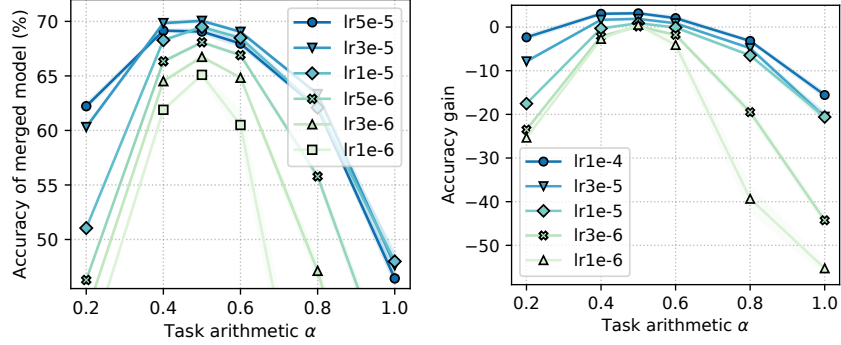 Accuracy of merged model (%)
70
65
60
55
50
0.2 0.4 0.6 0.8 1.0
Task arithmetic α
lr5e-5
lr3e-5
lr1e-5
lr5e-6
lr3e-6
lr1e-6
Accuracy gain
0
−10
−20
−30
−40
−50
0.2 0.4 0.6 0.8 1.0
Task arithmetic α
lr1e-4
lr3e-5
lr1e-5
lr3e-6
lr1e-6